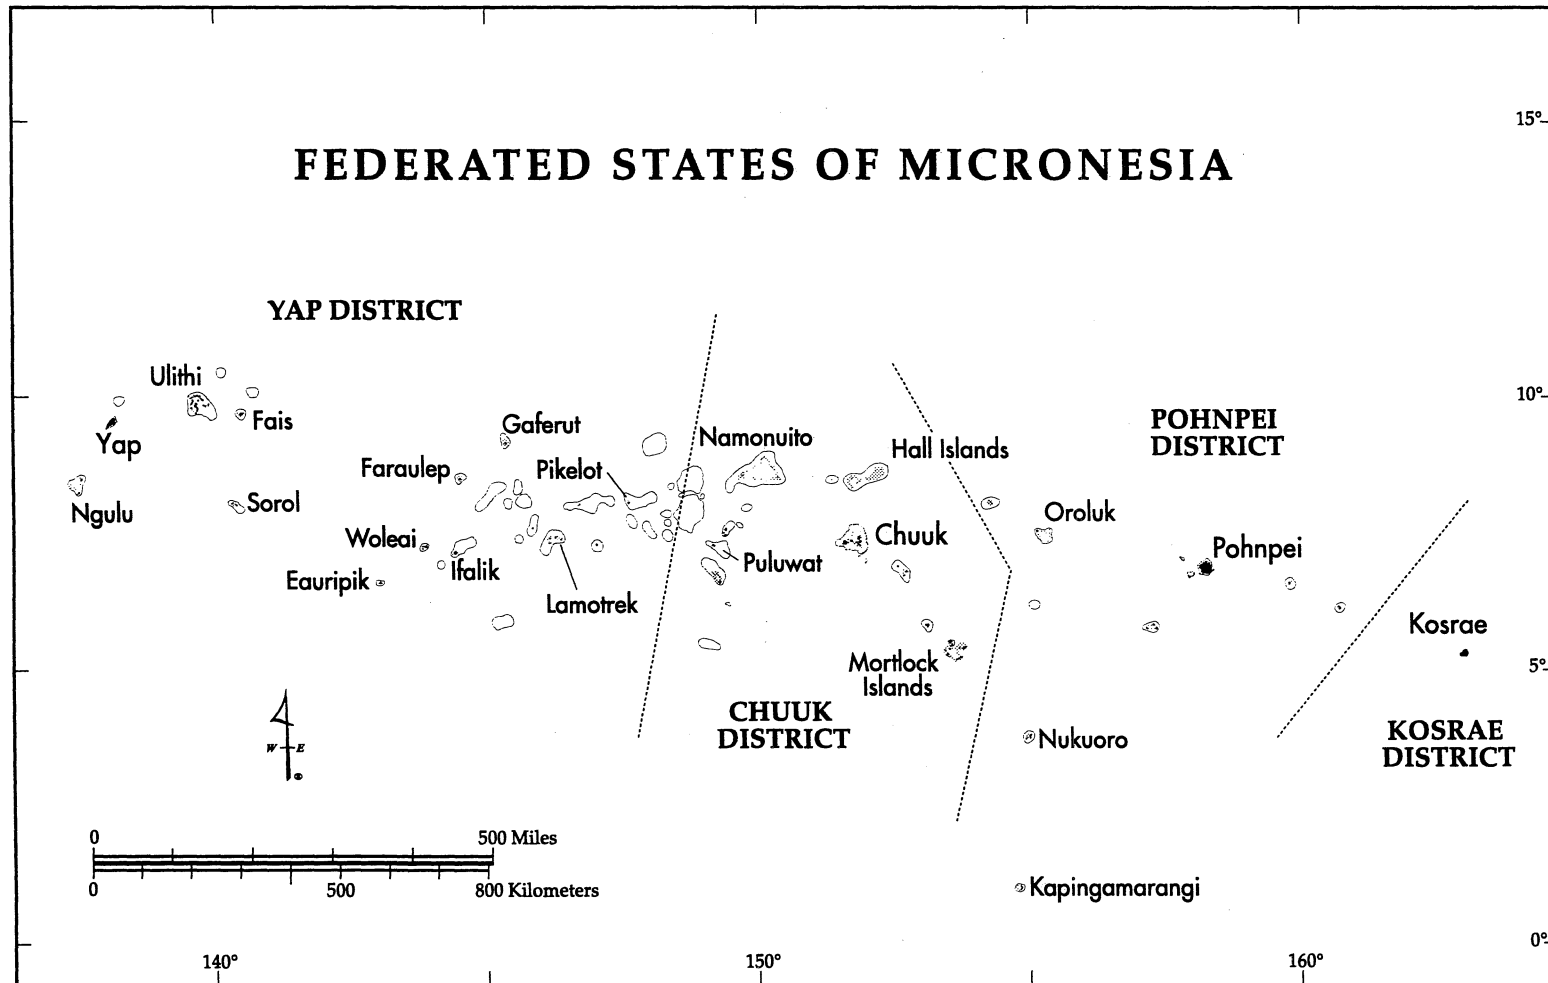 15°
FEDERATED STATES OF MICRONESIA
YAP DISTRICT
Ulithi
10°
Fais
Yap
POHNPEI
DISTRICT
Gaferut
Namonuito
Hall Islands
Faraulep
Pikelot
Ngulu
Sorol
Oroluk
Woleai
Chuuk
Pohnpei
Ifalik
Puluwat
Eauripik
Lamotrek
Kosrae
Mortlock
Islands
5°
CHUUK
DISTRICT
Nukuoro
KOSRAE
DISTRICT
W E
0 500 Miles
0 500 800 Kilometers
Kapingamarangi
0°
140° 150° 160°